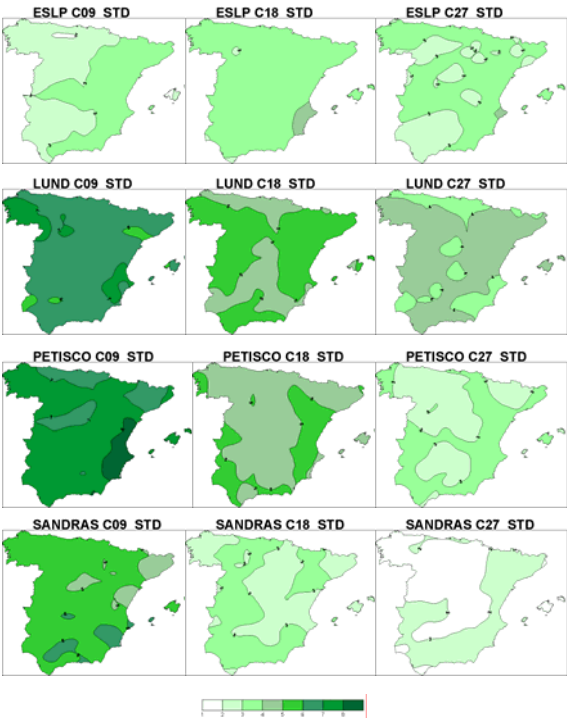 ESLP C09 STD
ESLP C18 STD
ESLP C27 STD
LUND C09 STD
LUND C18 STD
LUND C27 STD
PETISCO C09 STD
PETISCO C18 STD
PETISCO C27 STD
SANDRAS C09 STD
SANDRAS C18 STD
SANDRAS C27 STD
1 2 3 4 5 6 7